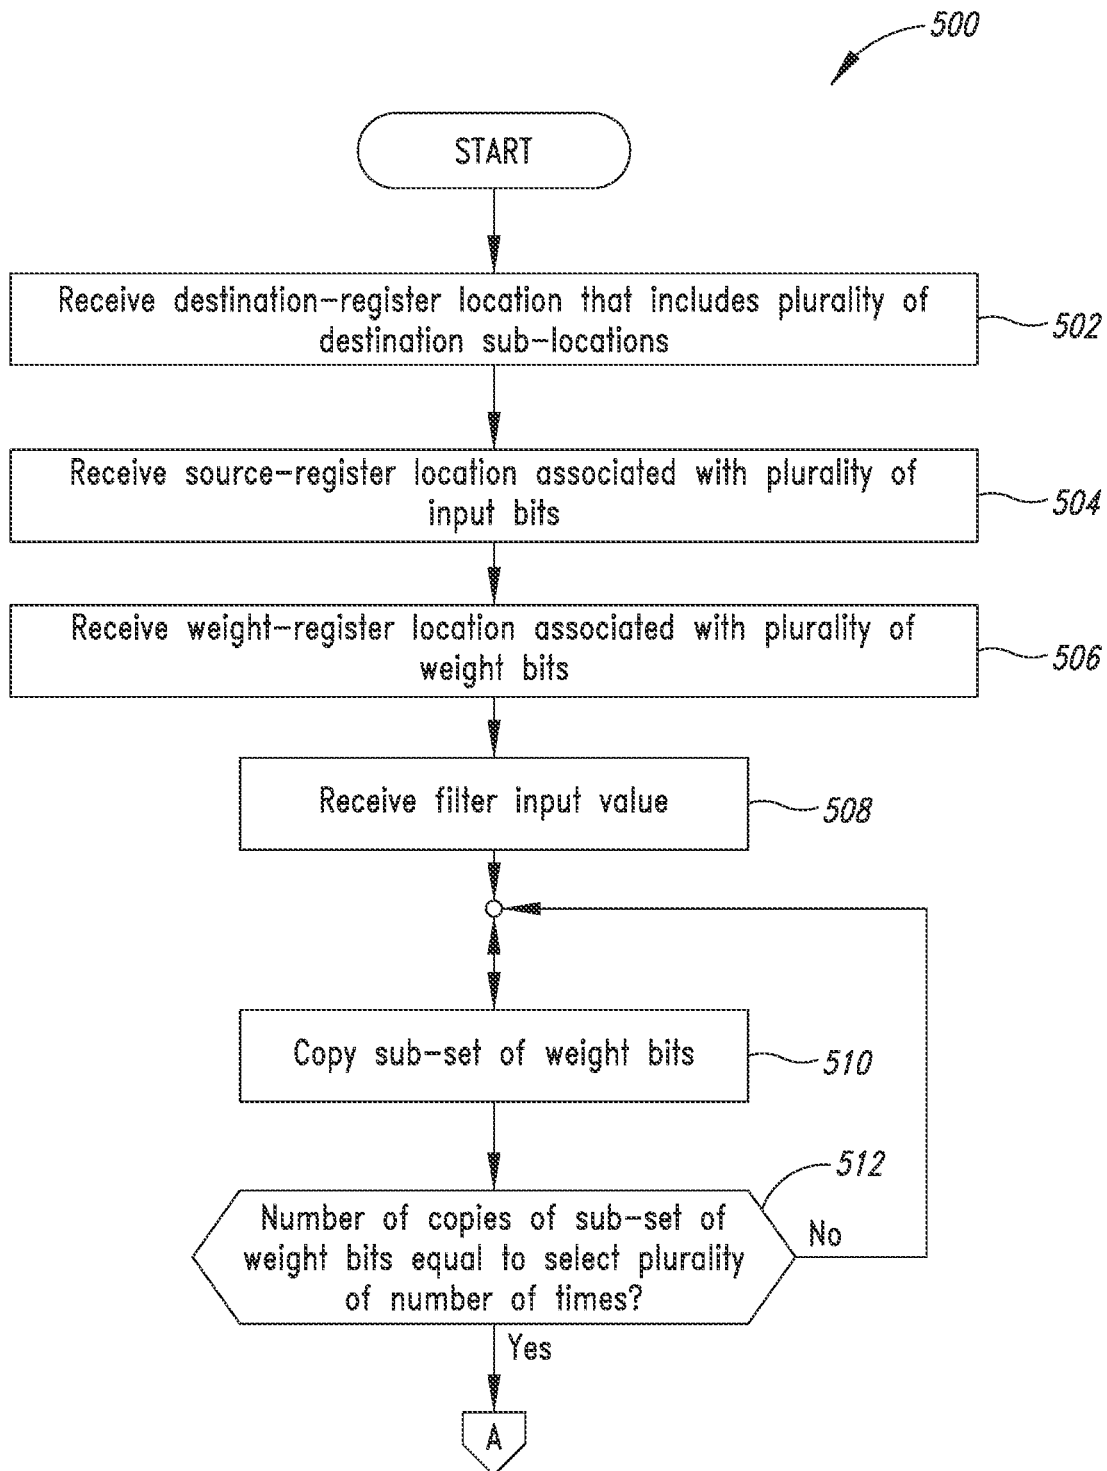 500
START
Receive destination-register location that includes plurality of
destination sub-locations
502
Receive source-register location associated with plurality of
input bits
504
Receive weight-register location associated with plurality of
weight bits
506
Receive filter input value
508
Copy sub-set of weight bits
510
512
Number of copies of sub-set of
weight bits equal to select plurality
of number of times?
No
Yes
A